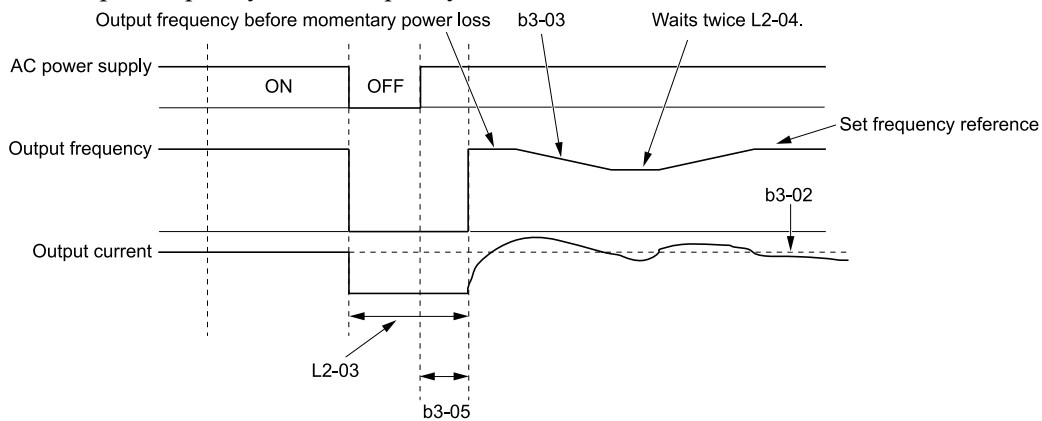 Output frequency before momentary power loss
b3-03
Waits twice L2-04.
AC power supply
ON
OFF
Set frequency reference
Output frequency
b3-02
Output current
L2-03
b3-05